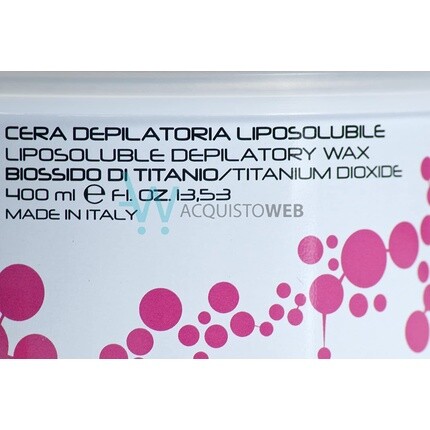 CERA DEPILATORIA LIPOSOLUBILE
LIPOSOLUBLE DEPILATORY WAX
BIOSSIDO DI TITANIO/TITANIUM DIOXIDE
400 ml ℮ Fl. OZ. 13,53
MADE IN ITALY
ACQUISTOWEB